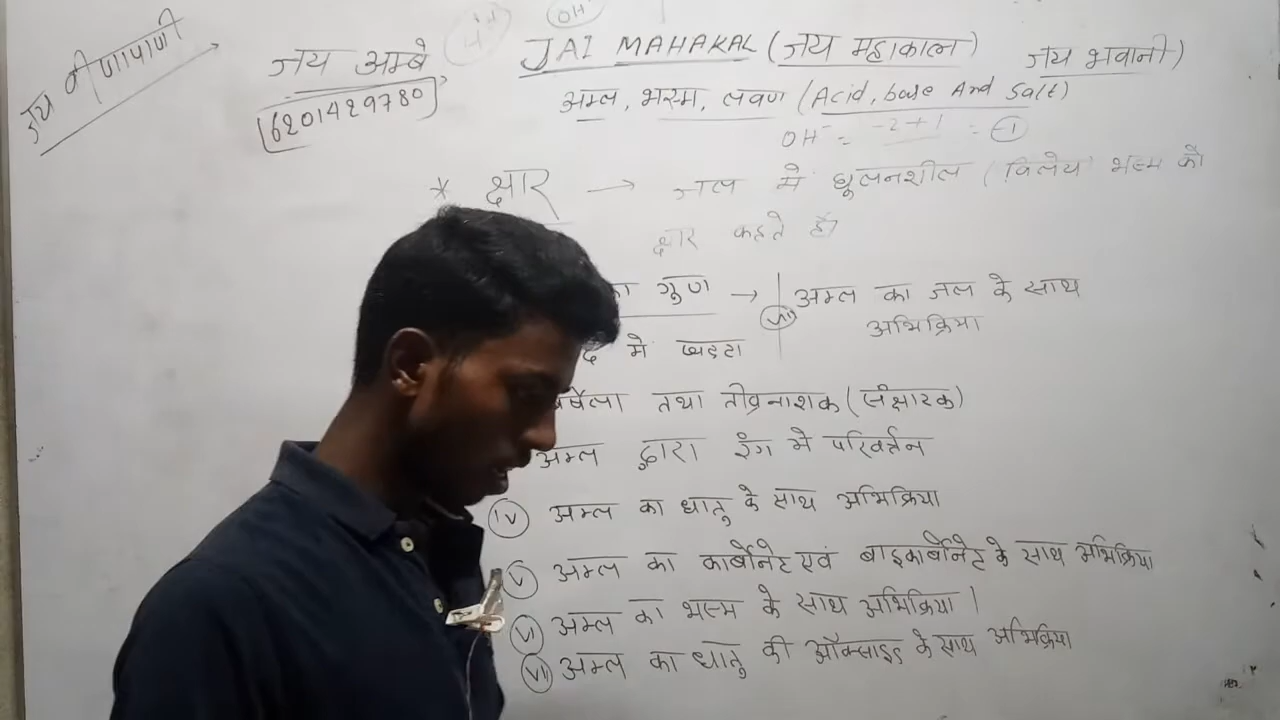 जय वीणापाणी
जय अम्बे
6201429780
OH
JAI MAHAKAL (जय महाकाल) जय भवानी)
अम्ल, भस्म, लवण (Acid, base And Salt)
OH⁻ = -2+1 = -1
* क्षार → जल में घूलनशील (विलेय भस्म को
क्षार कहते हैं
का गुण →
(viii) अम्ल का जल के साथ
अभिक्रिया
में खट्टा
तथा तीव्रनाशक (संक्षारक)
अम्ल द्वारा रंग में परिवर्त्तन
(iv) अम्ल का धातु के साथ अभिक्रिया
(v) अम्ल का कार्बोनेट एवं बाइकार्बोनेट के साथ अभिक्रिया
(vi) अम्ल का भस्म के साथ अभिक्रिया |
(vii) अम्ल का धातु की ऑक्साइड के साथ अभिक्रिया